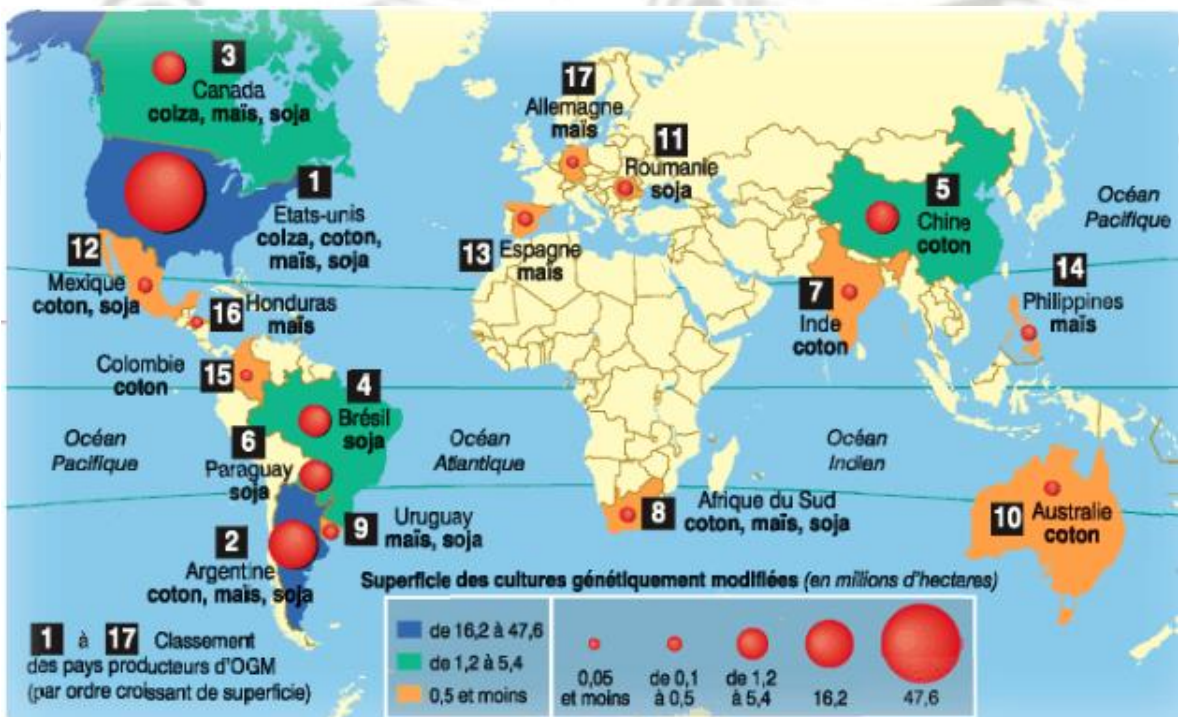 3
Canada
colza, maïs, soja
1
Etats-unis
colza, coton,
maïs, soja
12
Mexique
coton, soja
16
Honduras
maïs
Colombie
coton
15
4
Brésil
soja
6
Paraguay
soja
2
Argentine
coton, maïs, soja
9
Uruguay
maïs, soja
17
Allemagne
maïs
11
Roumanie
soja
13
Espagne
maïs
5
Chine
coton
7
Inde
coton
14
Philippines
maïs
8
Afrique du Sud
coton, maïs, soja
10
Australie
coton
Océan
Pacifique
Océan
Atlantique
Océan
Indien
Océan
Pacifique
1 à 17 Classement
des pays producteurs d'OGM
(par ordre croissant de superficie)
Superficie des cultures génétiquement modifiées (en millions d'hectares)
de 16,2 à 47,6
de 1,2 à 5,4
0,5 et moins
0,05
et moins
de 0,1
à 0,5
de 1,2
à 5,4
16,2
47,6